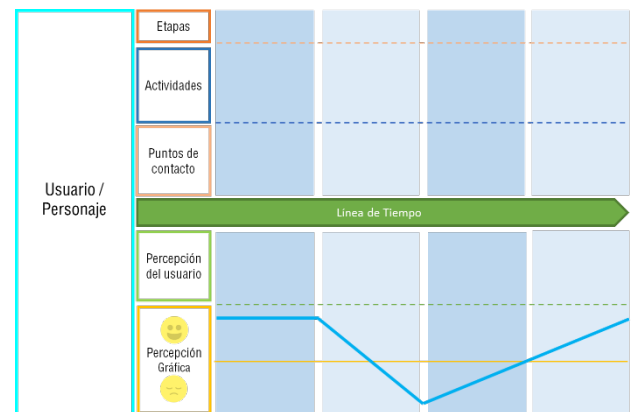 Etapas
Actividades
Puntos de
contacto
Usuario /
Personaje
Línea de Tiempo
Percepción
del usuario
Percepción
Gráfica